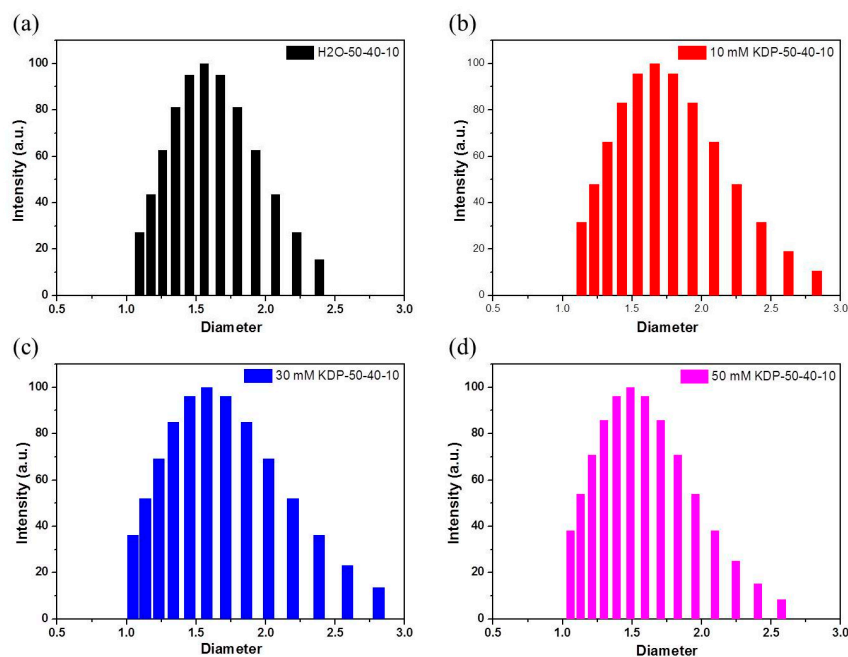 (a)
H2O-50-40-10
Intensity (a.u.)
100
80
60
40
20
0
0.5 1.0 1.5 2.0 2.5 3.0
Diameter
(b)
10 mM KDP-50-40-10
Intensity (a.u.)
100
80
60
40
20
0
0.5 1.0 1.5 2.0 2.5 3.0
Diameter
(c)
30 mM KDP-50-40-10
Intensity (a.u.)
100
80
60
40
20
0
0.5 1.0 1.5 2.0 2.5 3.0
Diameter
(d)
50 mM KDP-50-40-10
Intensity (a.u.)
100
80
60
40
20
0
0.5 1.0 1.5 2.0 2.5 3.0
Diameter